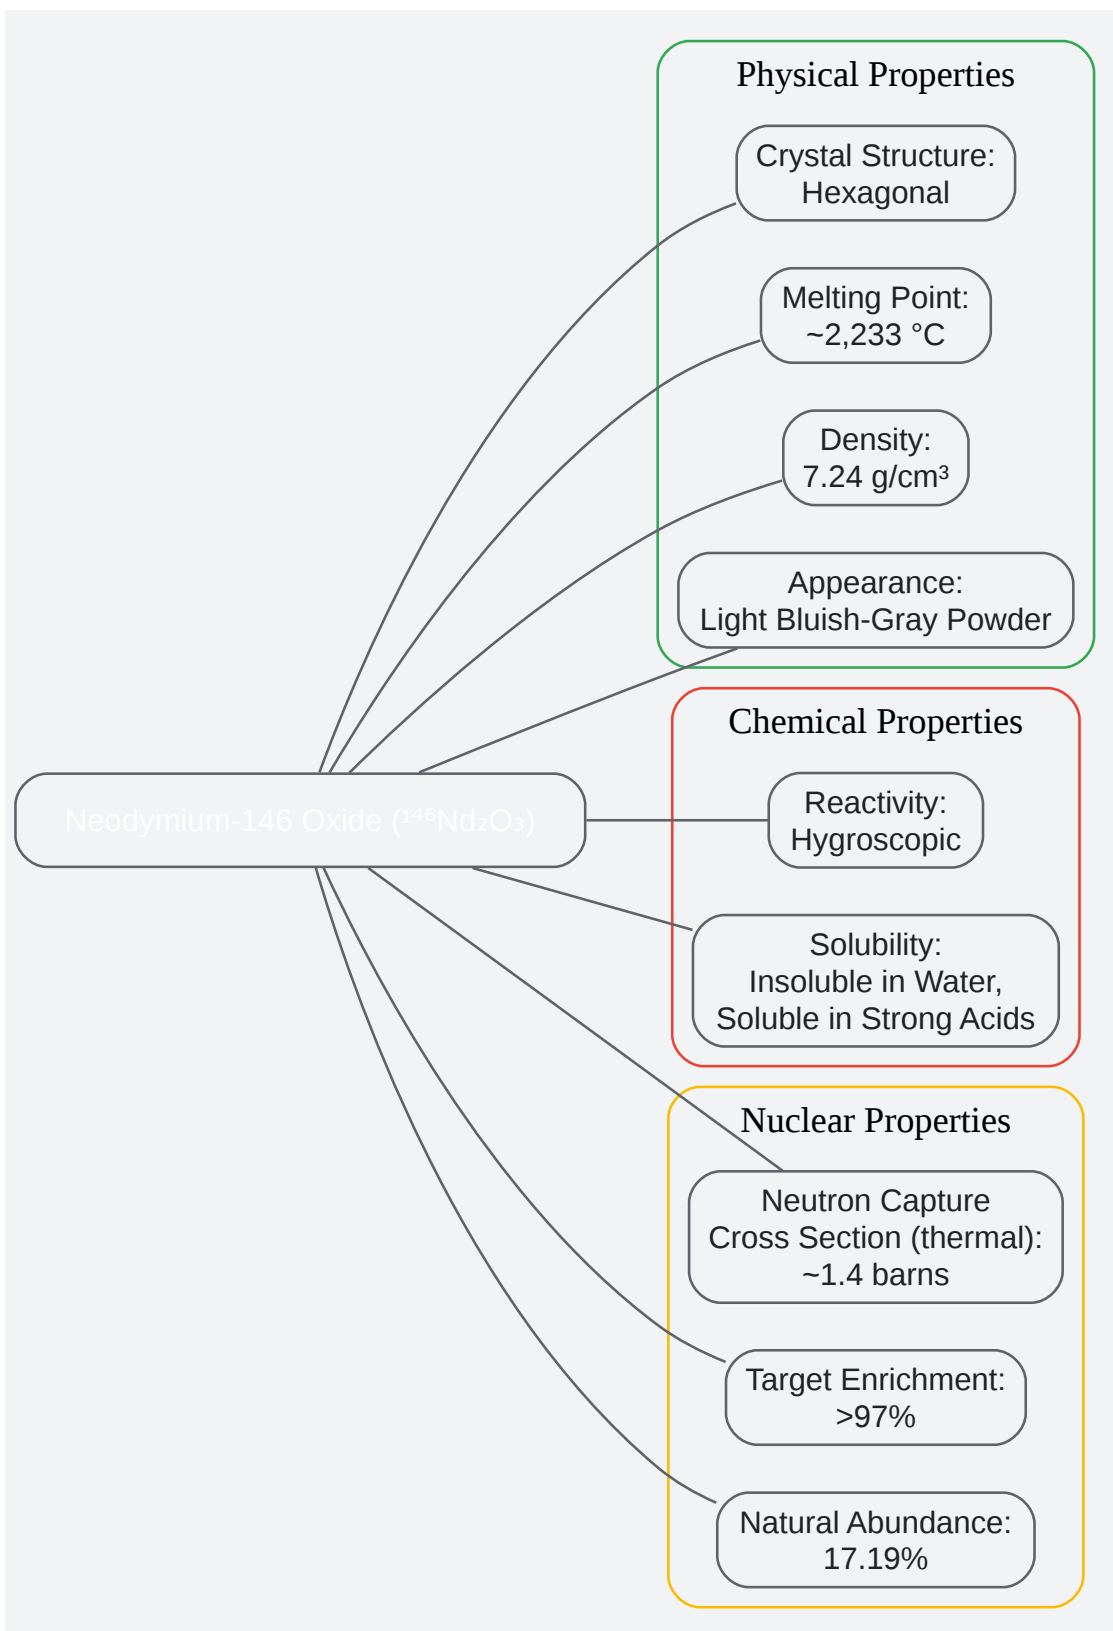 Physical Properties
Crystal Structure:
Hexagonal
Melting Point:
~2,233 °C
Density:
7.24 g/cm³
Appearance:
Light Bluish-Gray Powder
Chemical Properties
Neodymium-146 Oxide (¹⁴⁶Nd₂O₃)
Reactivity:
Hygroscopic
Solubility:
Insoluble in Water,
Soluble in Strong Acids
Nuclear Properties
Neutron Capture
Cross Section (thermal):
~1.4 barns
Target Enrichment:
>97%
Natural Abundance:
17.19%